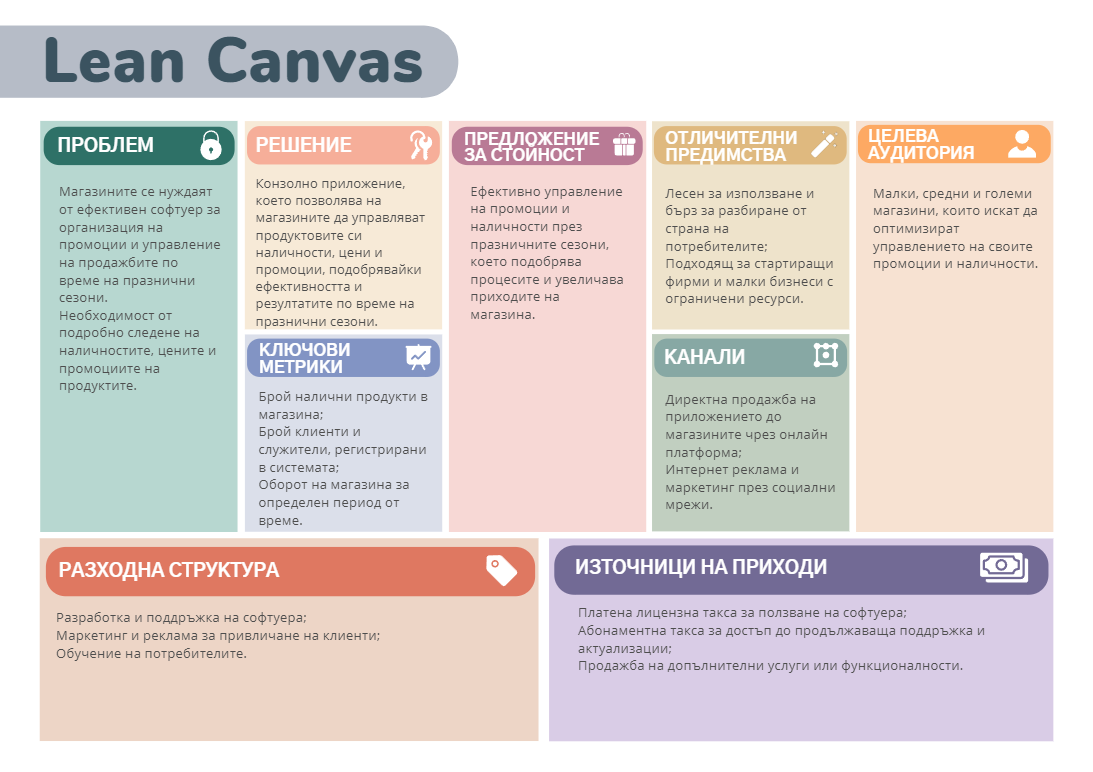 Lean Canvas
ПРОБЛЕМ
Магазините се нуждаят
от ефективен софтуер за
организация на
промоции и управление
на продажбите по
време на празнични
сезони.
Необходимост от
подробно следене на
наличностите, цените и
промоциите на
продуктите.
РЕШЕНИЕ
Конзолно приложение,
което позволява на
магазините да управляват
продуктовите си
наличности, цени и
промоции, подобрявайки
ефективността и
резултатите по време на
празнични сезони.
КЛЮЧОВИ
МЕТРИКИ
Брой налични продукти в
магазина;
Брой клиенти и
служители, регистрирани
в системата;
Оборот на магазина за
определен период от
време.
ПРЕДЛОЖЕНИЕ
ЗА СТОЙНОСТ
Ефективно управление
на промоции и
наличности през
празничните сезони,
което подобрява
процесите и увеличава
приходите на
магазина.
ОТЛИЧИТЕЛНИ
ПРЕДИМСТВА
Лесен за използване и
бърз за разбиране от
страна на
потребителите;
Подходящ за стартиращи
фирми и малки бизнеси с
ограничени ресурси.
КАНАЛИ
Директна продажба на
приложението до
магазините чрез онлайн
платформа;
Интернет реклама и
маркетинг през социални
мрежи.
ЦЕЛЕВА
АУДИТОРИЯ
Малки, средни и големи
магазини, които искат да
оптимизират
управлението на своите
промоции и наличности.
РАЗХОДНА СТРУКТУРА
Разработка и поддръжка на софтуера;
Маркетинг и реклама за привличане на клиенти;
Обучение на потребителите.
ИЗТОЧНИЦИ НА ПРИХОДИ
Платена лицензна такса за ползване на софтуера;
Абонаментна такса за достъп до продължаваща поддръжка и
актуализации;
Продажба на допълнителни услуги или функционалности.